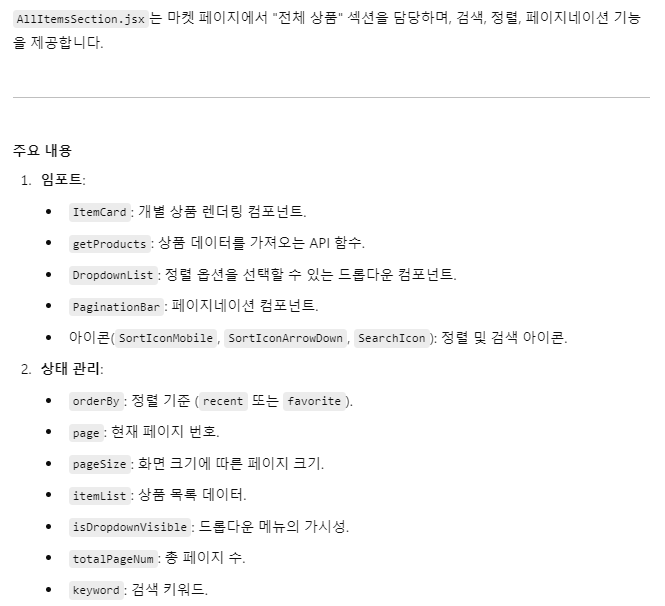 AllItemsSection.jsx는 마켓 페이지에서 "전체 상품" 섹션을 담당하며, 검색, 정렬, 페이지네이션 기능
을 제공합니다.
주요 내용
1. 임포트:
• ItemCard: 개별 상품 렌더링 컴포넌트.
• getProducts: 상품 데이터를 가져오는 API 함수.
• DropdownList: 정렬 옵션을 선택할 수 있는 드롭다운 컴포넌트.
• PaginationBar: 페이지네이션 컴포넌트.
• 아이콘(SortIconMobile, SortIconArrowDown, SearchIcon): 정렬 및 검색 아이콘.
2. 상태 관리:
• orderBy: 정렬 기준 (recent 또는 favorite).
• page: 현재 페이지 번호.
• pageSize: 화면 크기에 따른 페이지 크기.
• itemList: 상품 목록 데이터.
• isDropdownVisible: 드롭다운 메뉴의 가시성.
• totalPageNum: 총 페이지 수.
• keyword: 검색 키워드.